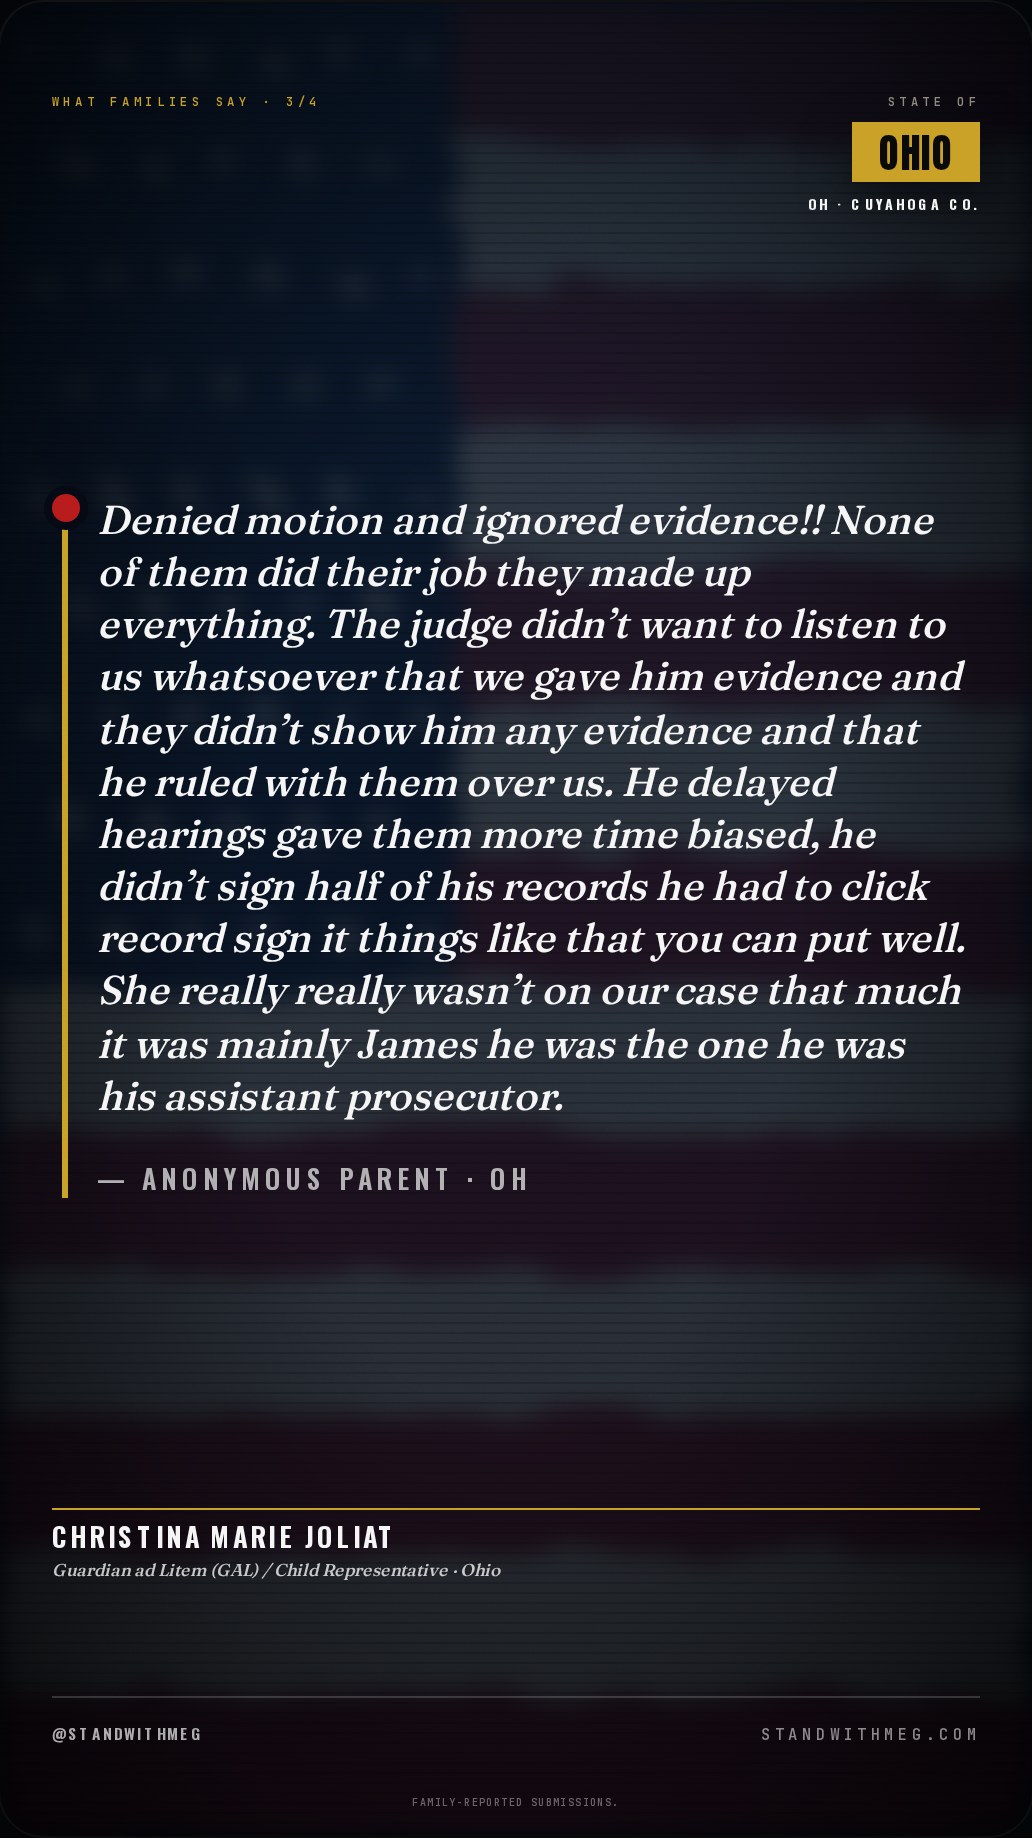 WHAT FAMILIES SAY · 3/4
STATE OF
OHIO
OH · CUYAHOGA CO.
Denied motion and ignored evidence!! None
of them did their job they made up
everything. The judge didn’t want to listen to
us whatsoever that we gave him evidence and
they didn’t show him any evidence and that
he ruled with them over us. He delayed
hearings gave them more time biased, he
didn’t sign half of his records he had to click
record sign it things like that you can put well.
She really really wasn’t on our case that much
it was mainly James he was the one he was
his assistant prosecutor.
— ANONYMOUS PARENT · OH
CHRISTINA MARIE JOLIAT
Guardian ad Litem (GAL) / Child Representative · Ohio
@STANDWITHMEG
STANDWITHMEG.COM
FAMILY-REPORTED SUBMISSIONS.